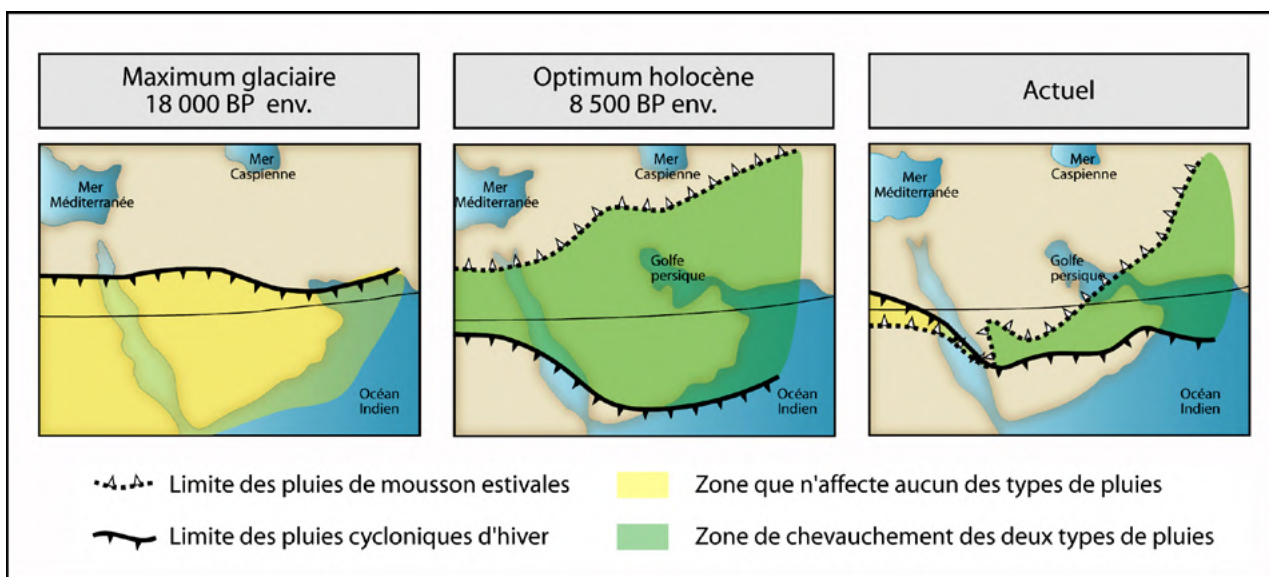 Maximum glaciaire
18 000 BP env.
Optimum holocène
8 500 BP env.
Actuel
Mer
Méditerranée
Mer
Caspienne
Océan
Indien
Mer
Méditerranée
Mer
Caspienne
Golfe
persique
Océan
Indien
Mer
Méditerranée
Mer
Caspienne
Golfe
persique
Océan
Indien
Limite des pluies de mousson estivales
Zone que n'affecte aucun des types de pluies
Limite des pluies cycloniques d'hiver
Zone de chevauchement des deux types de pluies